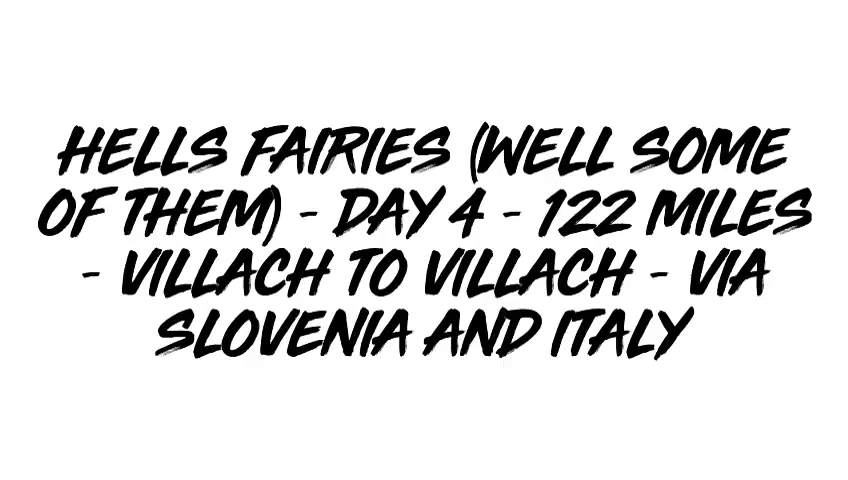 HELLS FAIRIES (WELL SOME
OF THEM) - DAY 4 - 122 MILES
- VILLACH TO VILLACH - VIA
SLOVENIA AND ITALY